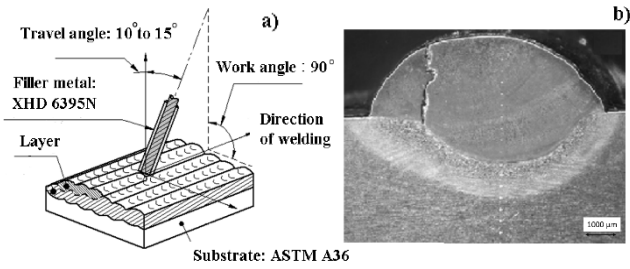 a)
Travel angle: 10° to 15°
Filler metal:
XHD 6395N
Work angle : 90°
Direction
of welding
Layer
Substrate: ASTM A36
b)
1000 µm